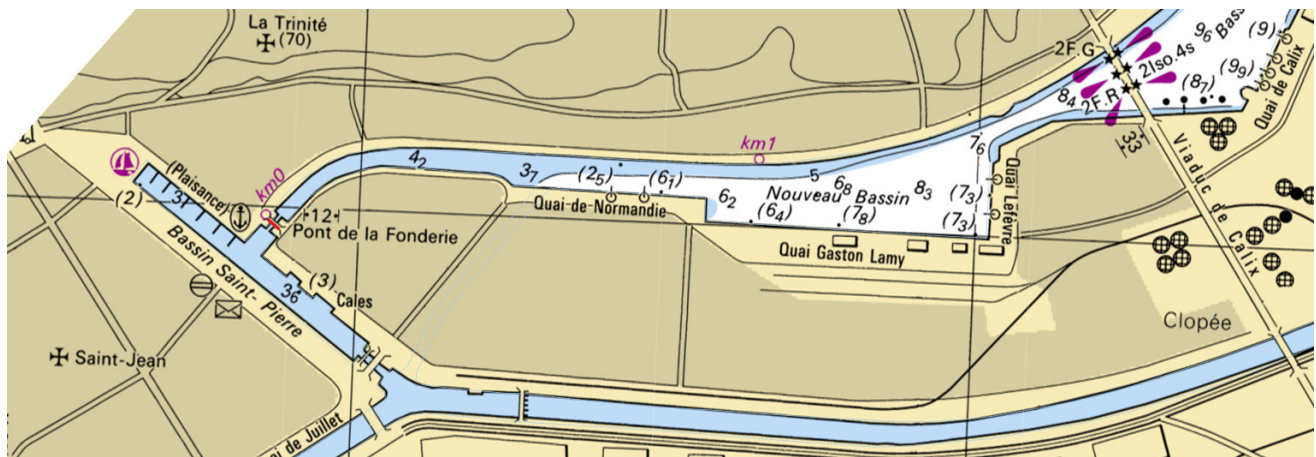 La Trinité
(70)
2F.G
2Iso.4s
2F.R
9₆ Bass
(9)
(9₉)
(8₇)
8₄
Quai de Calix
33
Viaduc de Calix
km1
7₆
4₂
3₁
(2₅)
(6₁)
5
6₈
8₃
Nouveau Bassin
6₂
(6₄)
(7₈)
(7₃)
(7₃)
Quai Lefèvre
Quai de Normandie
Quai Gaston Lamy
(Plaisance)
km0
(2)
3₁
12
Pont de la Fonderie
Bassin Saint-Pierre
(3)
Cales
3₆
Saint-Jean
Clopée
ai de Juillet